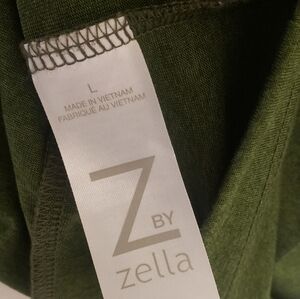 L
MADE IN VIETNAM
FABRIQUÉ AU VIETNAM
Z BY
zella